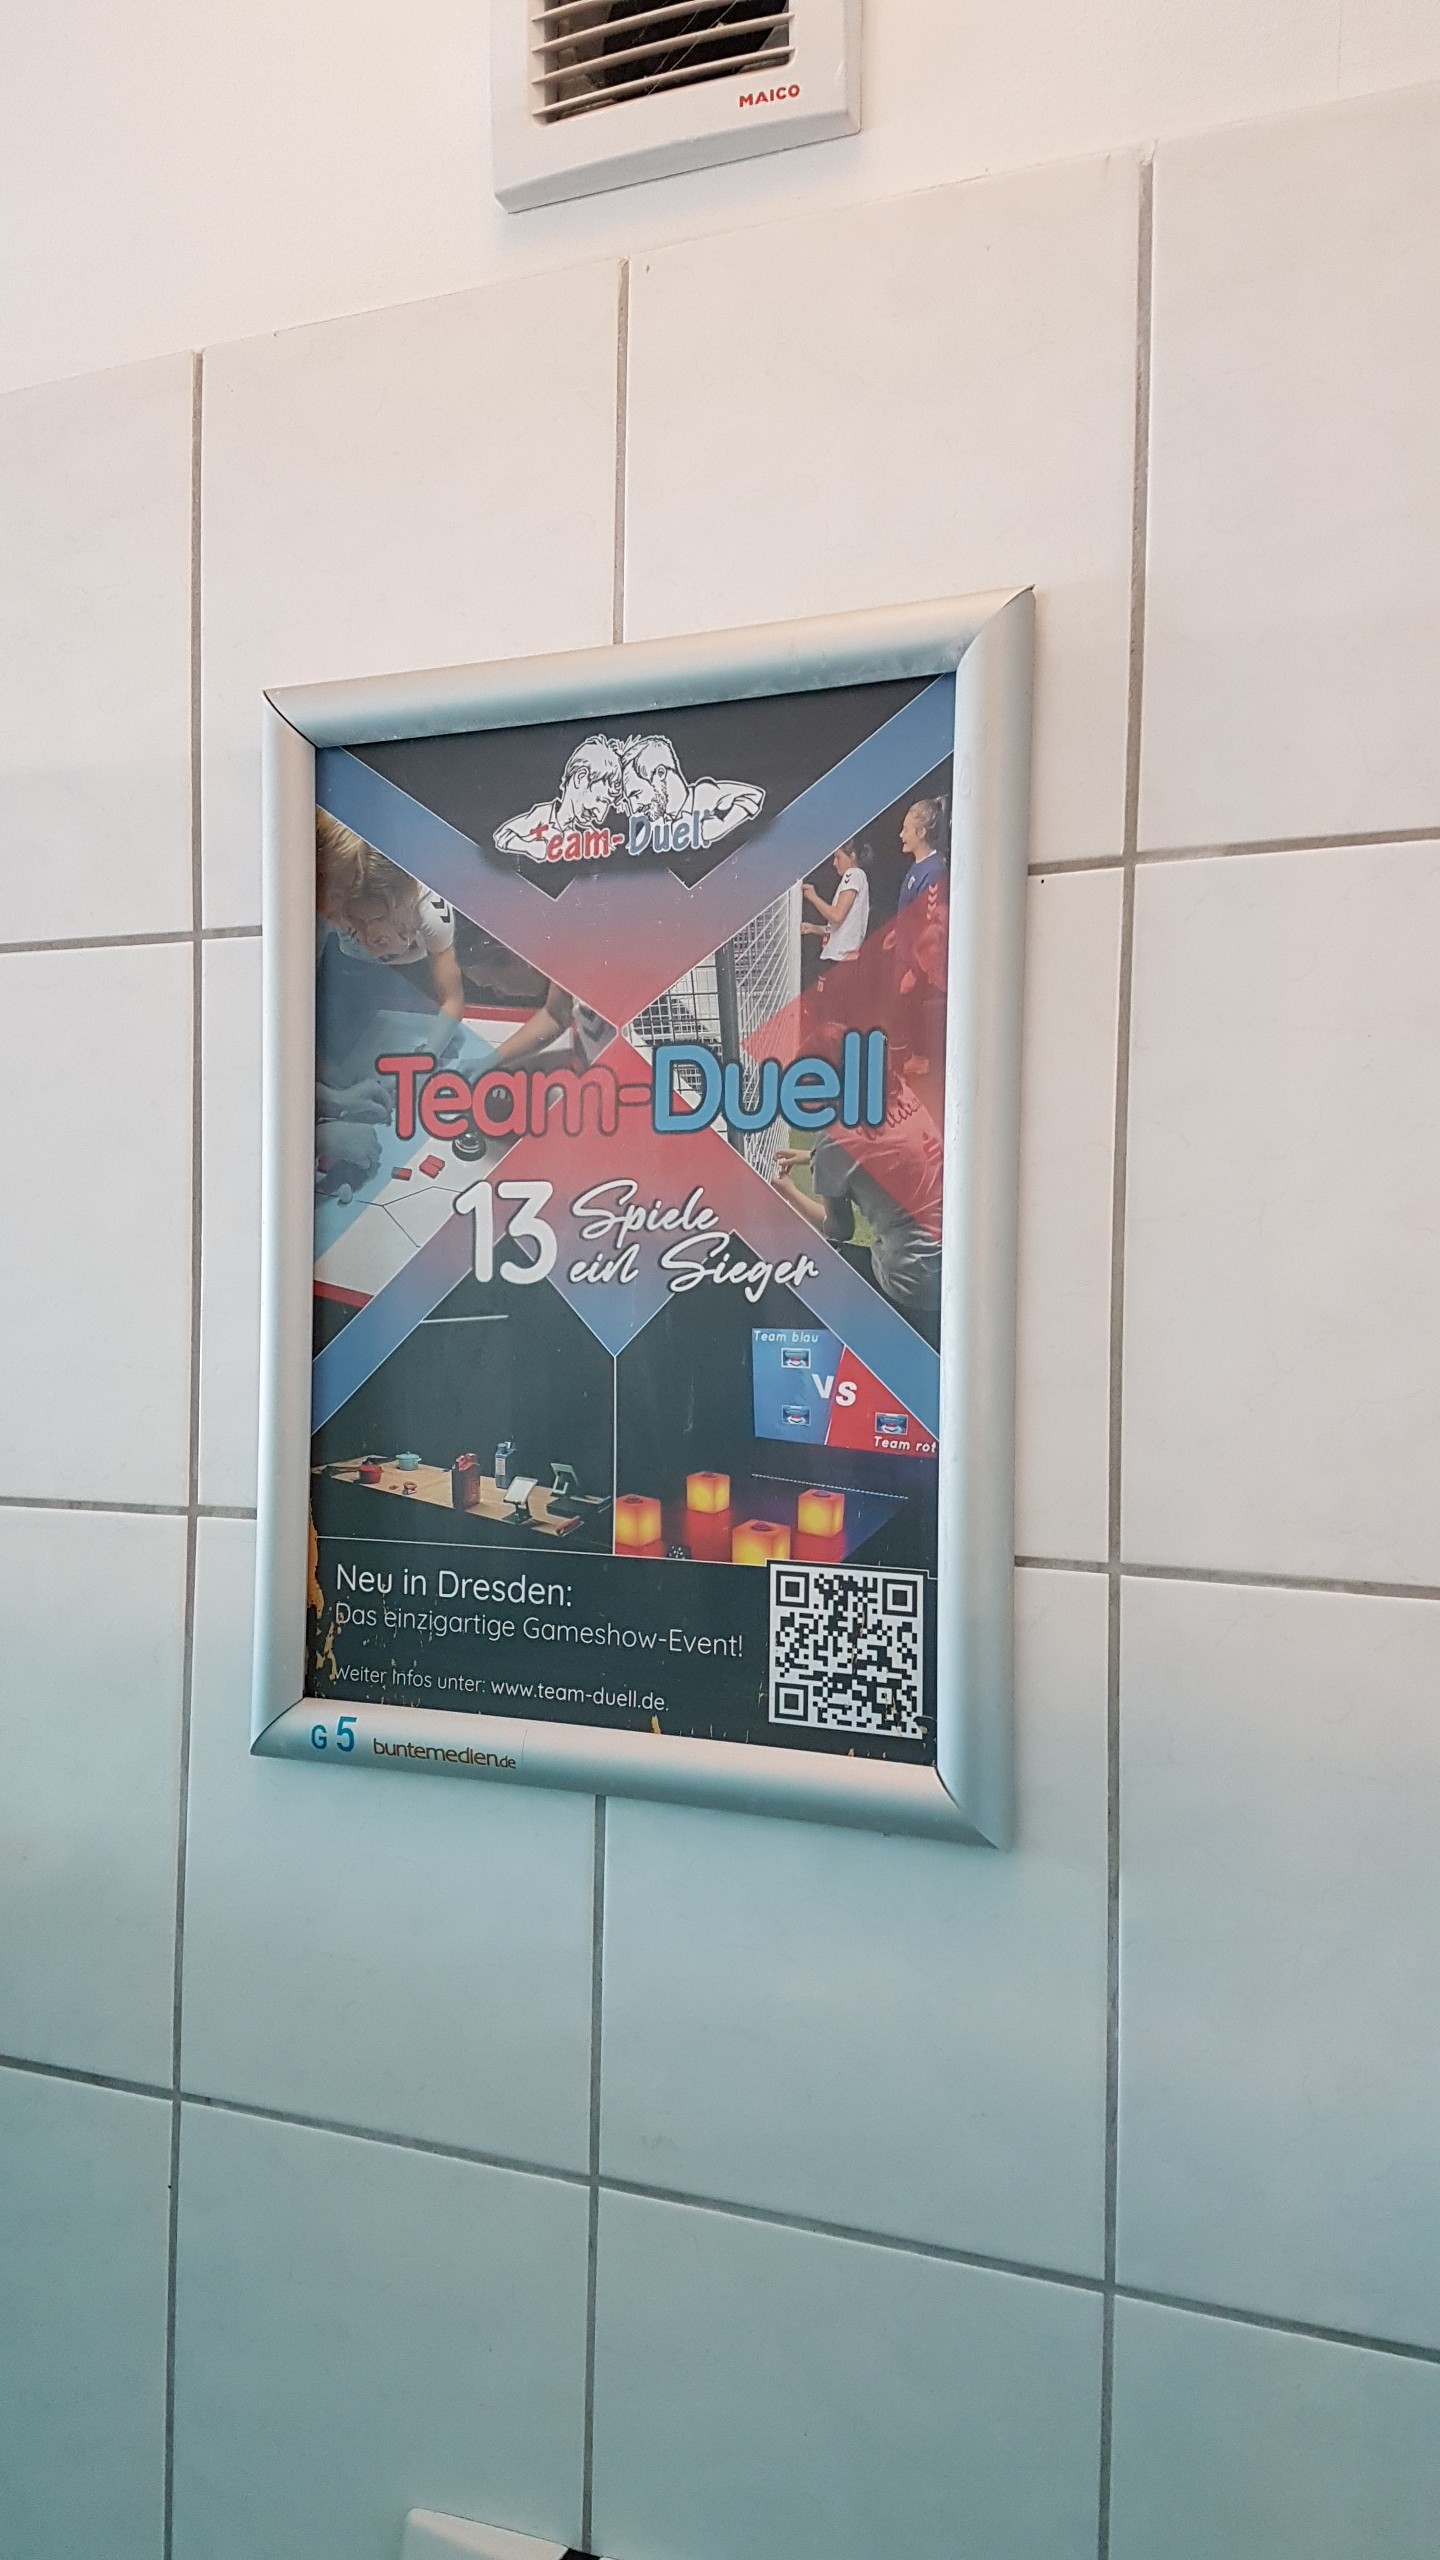 MAICO
Team-Duell
Team-Duell
13 Spiele
ein Sieger
Team blau
VS
Team rot
Neu in Dresden:
Das einzigartige Gameshow-Event!
Weiter Infos unter: www.team-duell.de.
G 5 buntemedien.de